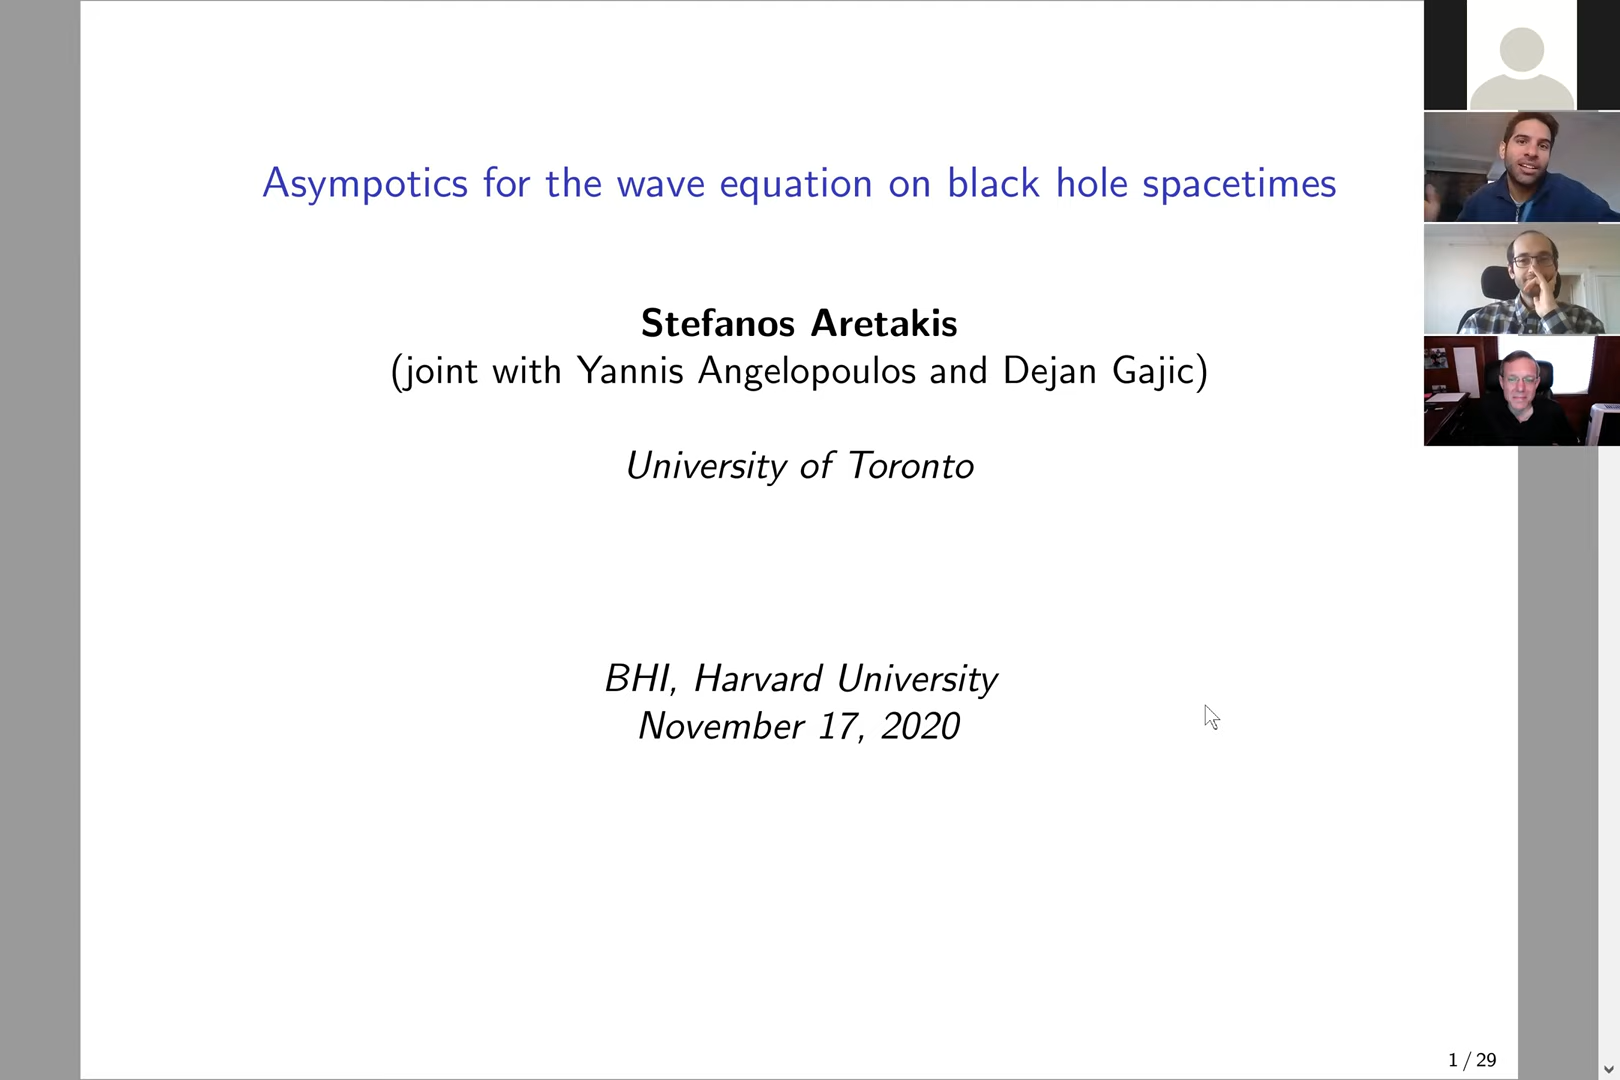 Asympotics for the wave equation on black hole spacetimes
Stefanos Aretakis
(joint with Yannis Angelopoulos and Dejan Gajic)
University of Toronto
BHI, Harvard University
November 17, 2020
1 / 29